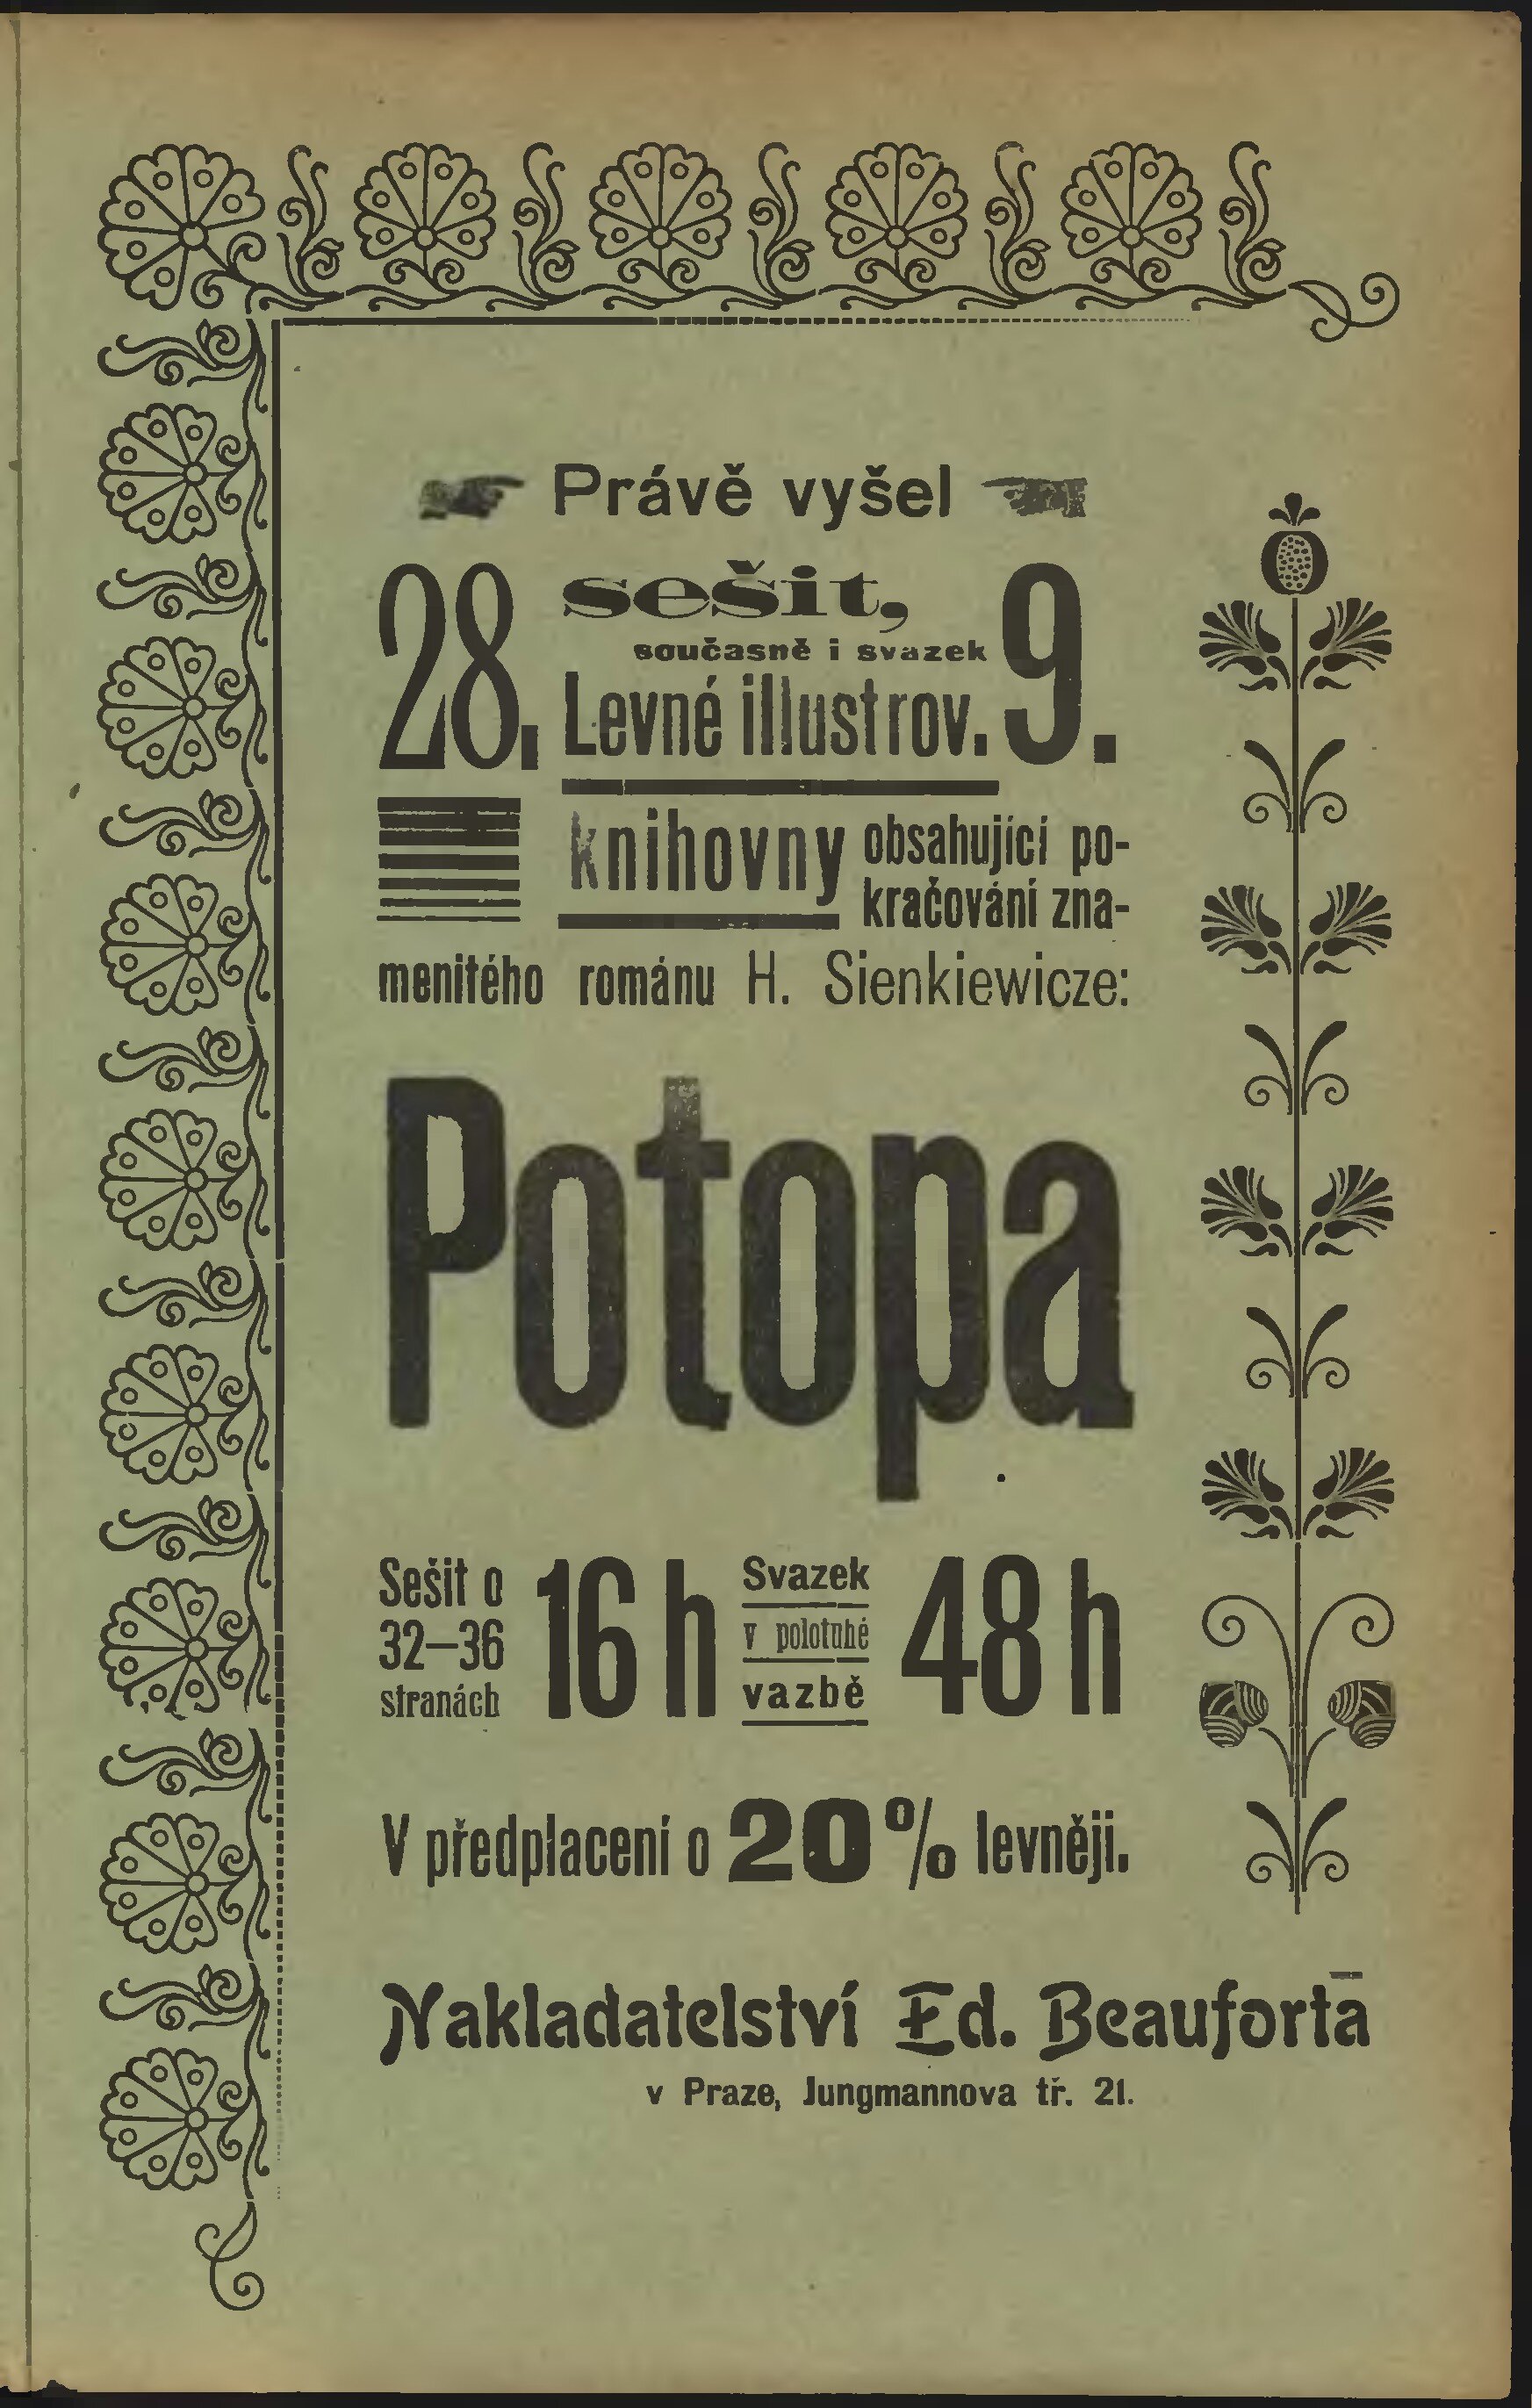 Právě vyšel
28. sešit,
současně i svazek 9.
Levné illustrov.
knihovny obsahující po-
kračování zna-
menitého románu H. Sienkiewicze:
Potopa
Sešit o
32—36
stranách
16 h
Svazek
v polotuhé
vazbě
48 h
V předplacení o 20% levněji.
Nakladatelství Ed. Beauforta
v Praze, Jungmannova tř. 21.